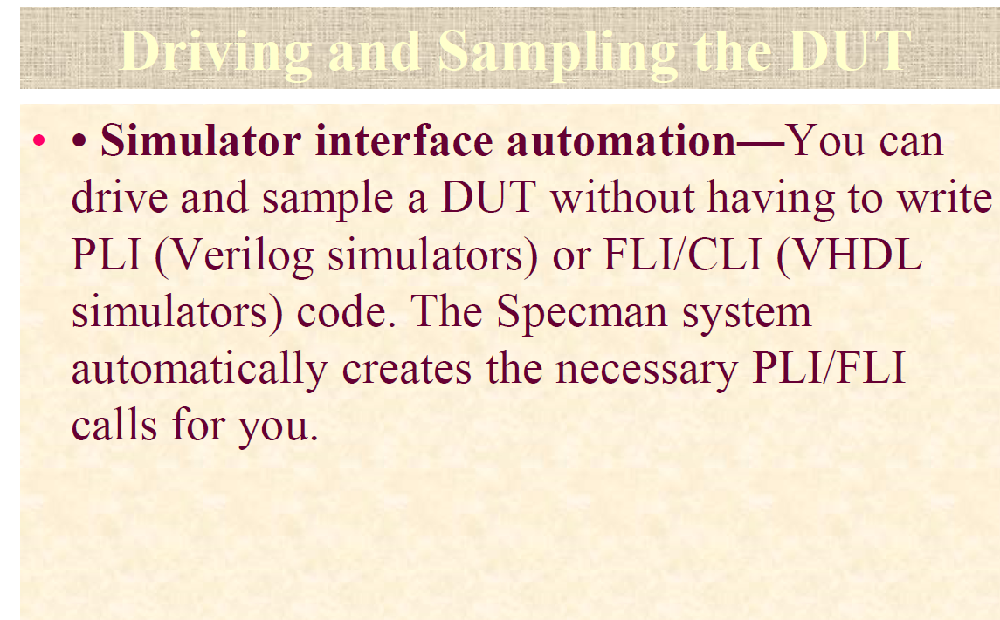 Driving and Sampling the DUT
• • Simulator interface automation—You can
drive and sample a DUT without having to write
PLI (Verilog simulators) or FLI/CLI (VHDL
simulators) code. The Specman system
automatically creates the necessary PLI/FLI
calls for you.